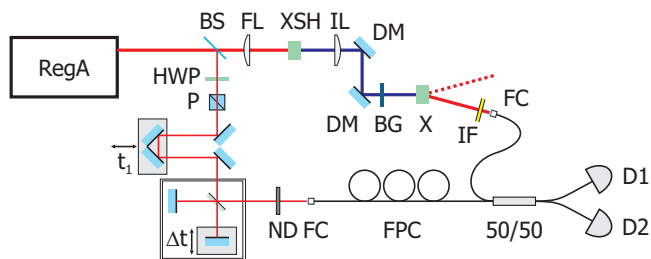 BS FL XSH IL DM
RegA
HWP
P
DM BG X IF FC
t1
D1
Δt
ND FC FPC 50/50 D2